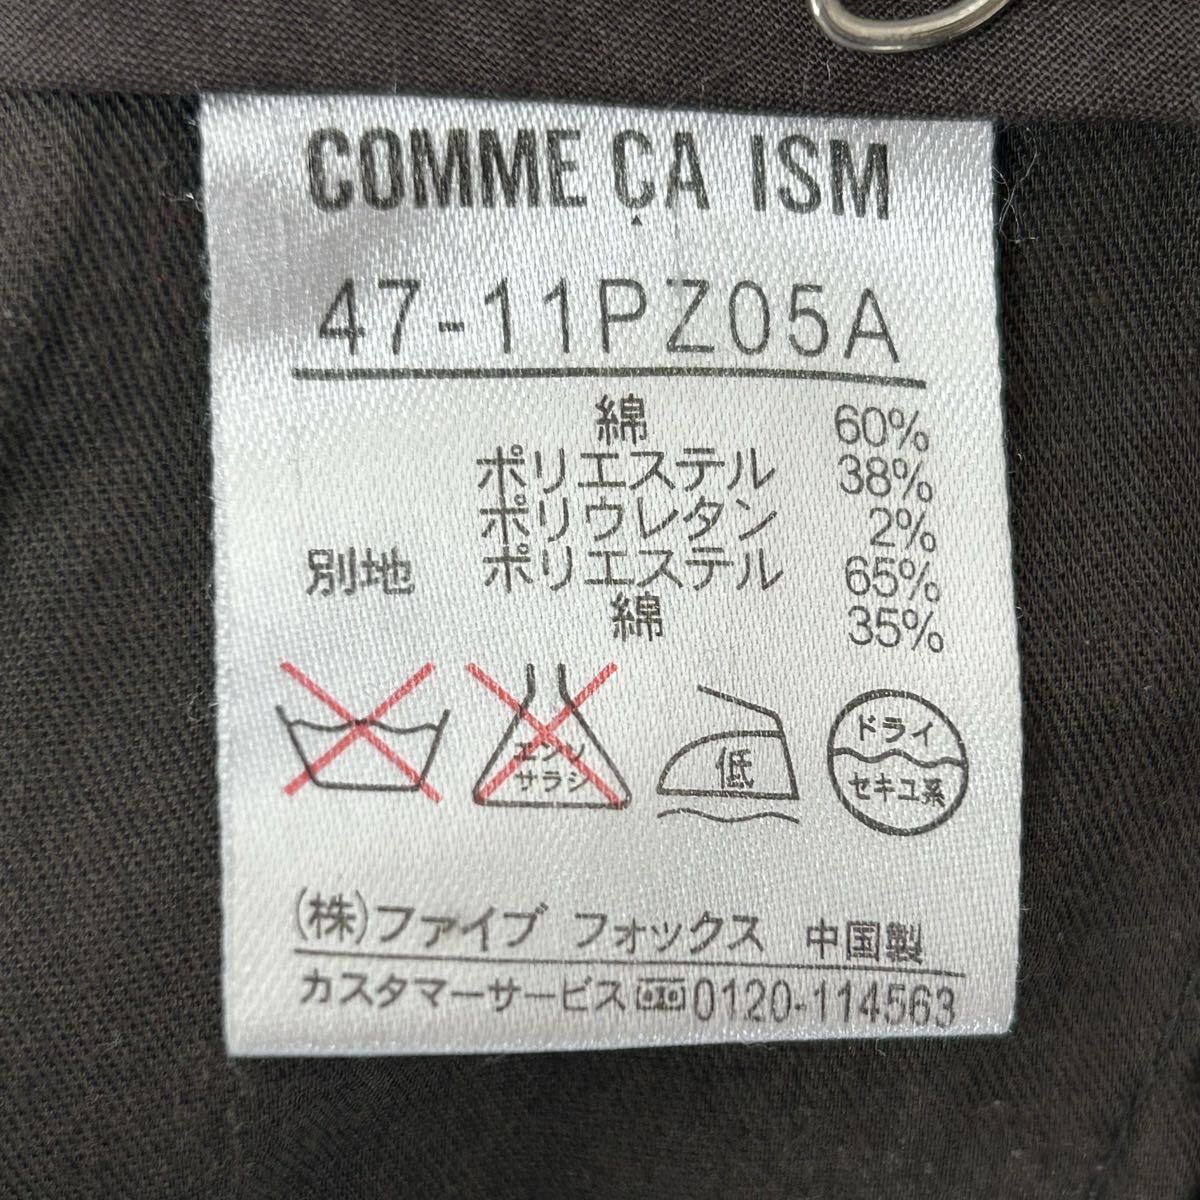 COMME ÇA ISM
47-11PZ05A
綿 60%
ポリエステル 38%
ポリウレタン 2%
別地 ポリエステル 65%
綿 35%
エンソ
サラシ
低
ドライ
セキユ系
(株)ファイブ フォックス 中国製
カスタマーサービス 0120-114563